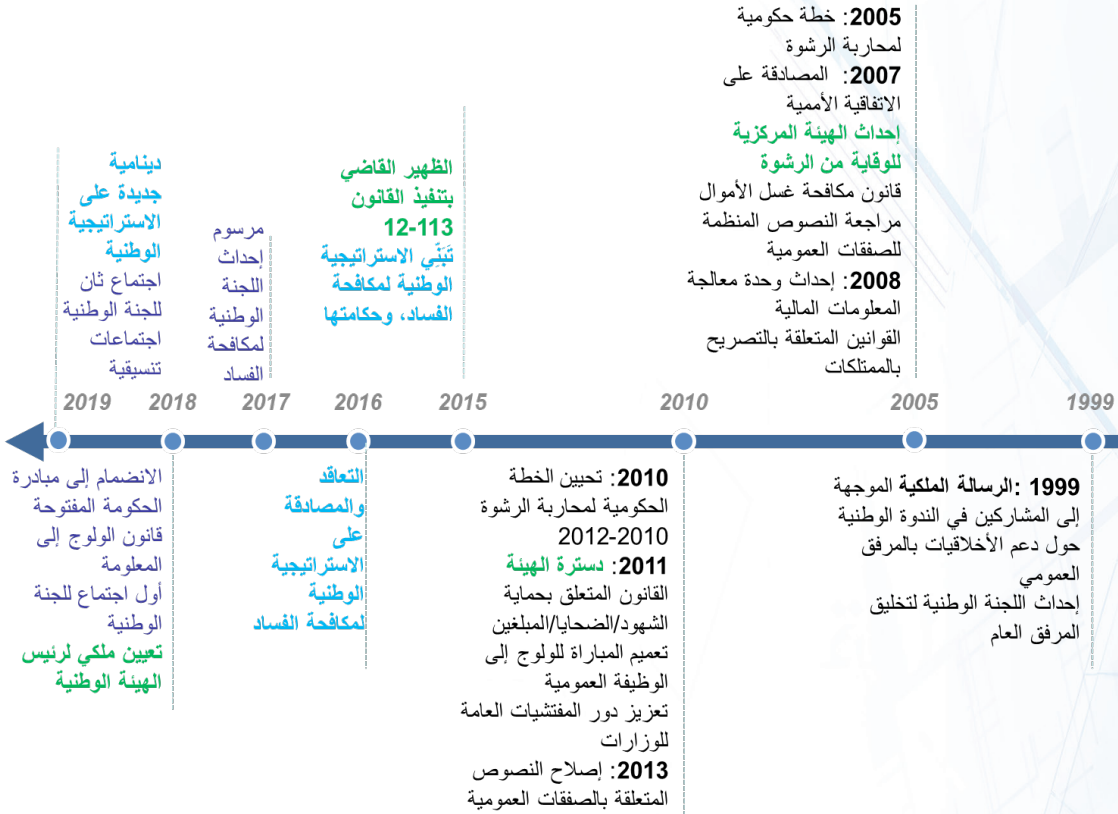 2005: خطة حكومية
لمحاربة الرشوة
2007: المصادقة على
الاتفاقية الأممية
إحداث الهيئة المركزية
للوقاية من الرشوة
قانون مكافحة غسل الأموال
مراجعة النصوص المنظمة
للصفقات العمومية
2008: إحداث وحدة معالجة
المعلومات المالية
القوانين المتعلقة بالتصريح
بالممتلكات
الظهير القاضي
بتنفيذ القانون
12-113
تَبَنِّي الاستراتيجية
الوطنية لمكافحة
الفساد، وحكامتها
مرسوم
إحداث
اللجنة
الوطنية
لمكافحة
الفساد
دينامية
جديدة على
الاستراتيجية
الوطنية
اجتماع ثان
للجنة الوطنية
اجتماعات
تنسيقية
1999
2005
2010
2015
2016
2017
2018
2019
1999 :الرسالة الملكية الموجهة
إلى المشاركين في الندوة الوطنية
حول دعم الأخلاقيات بالمرفق
العمومي
إحداث اللجنة الوطنية لتخليق
المرفق العام
2010: تحيين الخطة
الحكومية لمحاربة الرشوة
2012-2010
2011: دسترة الهيئة
القانون المتعلق بحماية
الشهود/الضحايا/المبلغين
تعميم المباراة للولوج إلى
الوظيفة العمومية
تعزيز دور المفتشيات العامة
للوزارات
2013: إصلاح النصوص
المتعلقة بالصفقات العمومية
التعاقد
والمصادقة
على
الاستراتيجية
الوطنية
لمكافحة الفساد
الانضمام إلى مبادرة
الحكومة المفتوحة
قانون الولوج إلى
المعلومة
أول اجتماع للجنة
الوطنية
تعيين ملكي لرئيس
الهيئة الوطنية